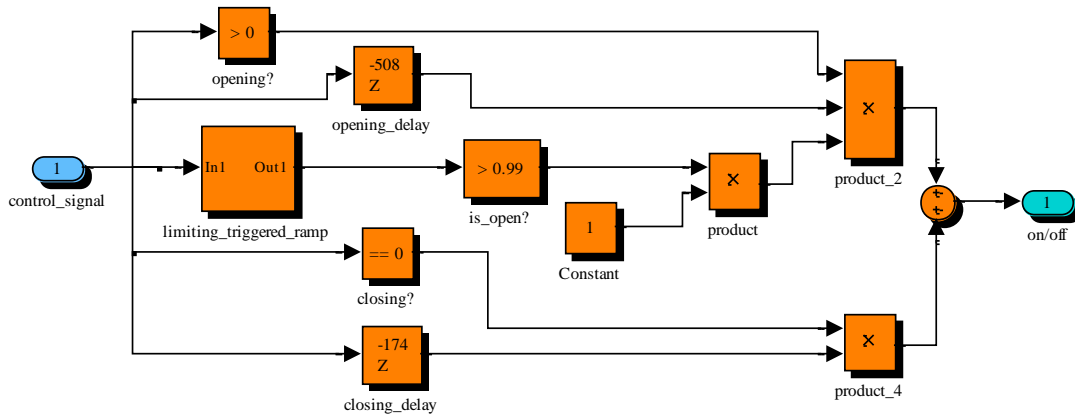 > 0
opening?
-508
Z
opening_delay
In1 Out1
limiting_triggered_ramp
> 0.99
is_open?
×
product
×
product_2
1
control_signal
1
Constant
+
+
1
on/off
== 0
closing?
-174
Z
closing_delay
×
product_4